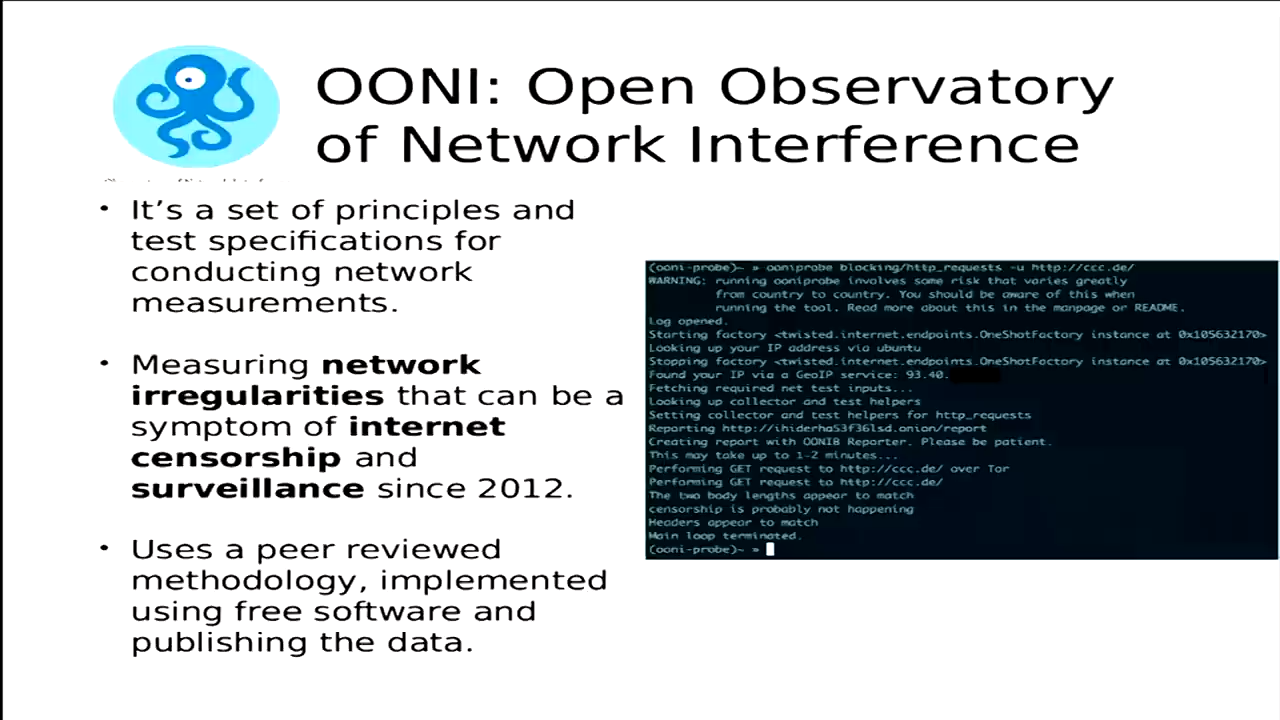 OONI: Open Observatory
of Network Interference
• It’s a set of principles and
test specifications for
conducting network
measurements.
• Measuring network
irregularities that can be a
symptom of internet
censorship and
surveillance since 2012.
• Uses a peer reviewed
methodology, implemented
using free software and
publishing the data.
(ooni-probe)~ » ooniprobe blocking/http_requests -u http://ccc.de/
WARNING: running ooniprobe involves some risk that varies greatly
from country to country. You should be aware of this when
running the tool. Read more about this in the manpage or README.
Log opened.
Starting factory <twisted.internet.endpoints.OneShotFactory instance at 0x105632170>
Looking up your IP address via ubuntu
Stopping factory <twisted.internet.endpoints.OneShotFactory instance at 0x105632170>
Found your IP via a GeoIP service: 93.40.
Fetching required net test inputs...
Looking up collector and test helpers
Setting collector and test helpers for http_requests
Reporting http://ihiderha53f36lsd.onion/report
Creating report with OONIB Reporter. Please be patient.
This may take up to 1-2 minutes...
Performing GET request to http://ccc.de/ over Tor
Performing GET request to http://ccc.de/
The two body lengths appear to match
censorship is probably not happening
Headers appear to match
Main loop terminated.
(ooni-probe)~ »